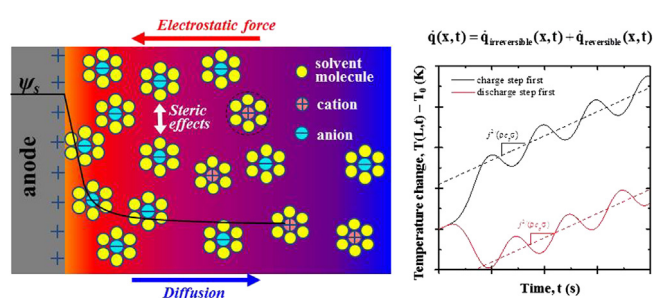 Electrostatic force
ψs
anode
solvent
molecule
cation
anion
Steric
effects
Diffusion
q̇(x,t) = q̇irreversible(x,t) + q̇reversible(x,t)
Temperature change, T(L,t) − T0 (K)
charge step first
discharge step first
Time, t (s)